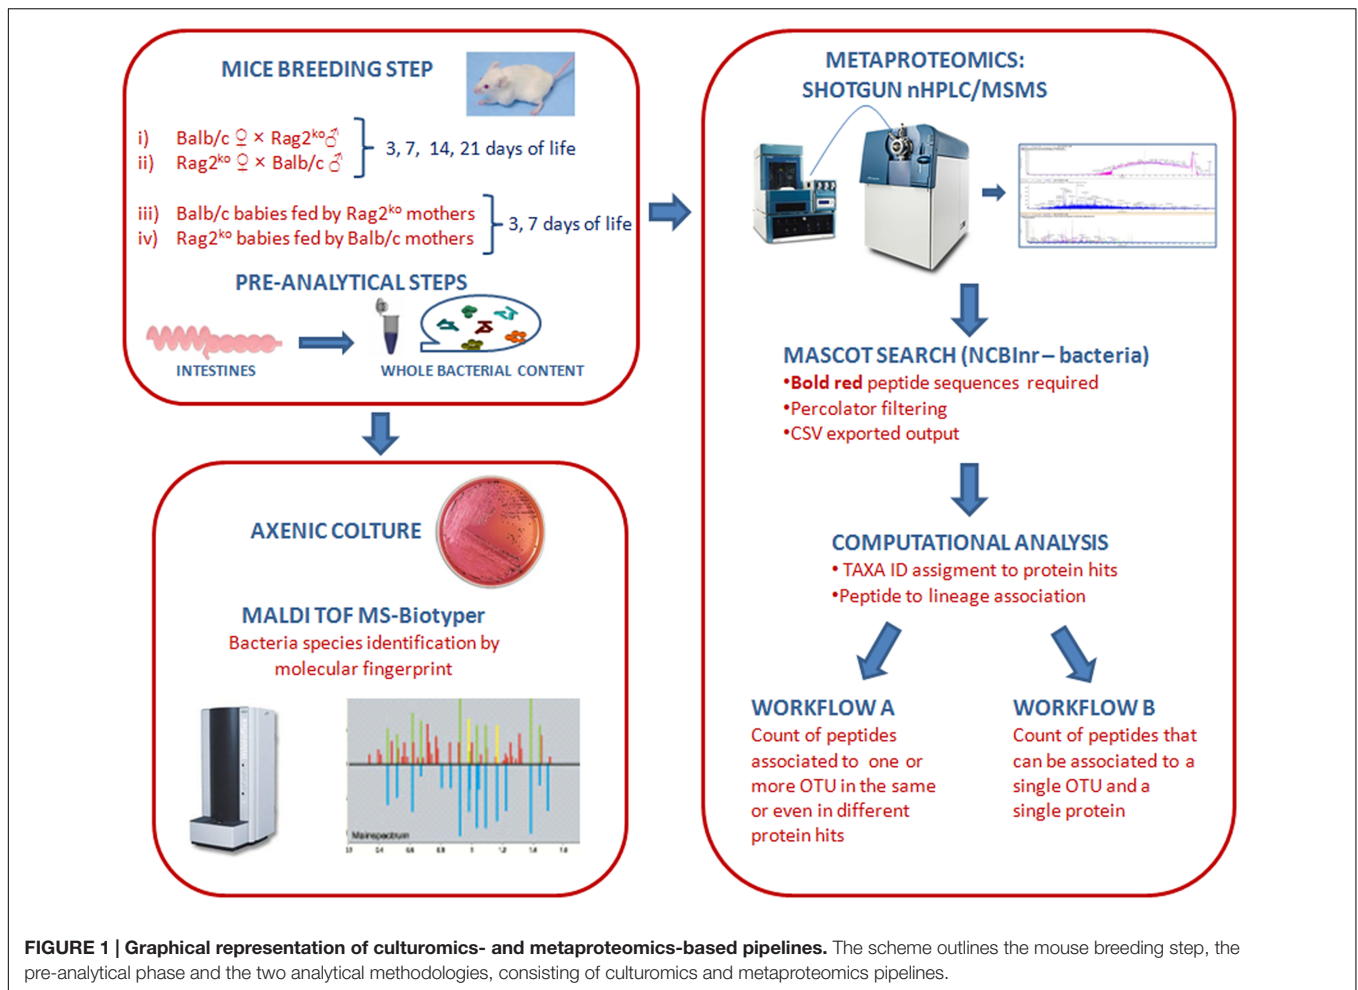 MICE BREEDING STEP
i) Balb/c ♀ × Rag2ko♂
ii) Rag2ko ♀ × Balb/c ♂
3, 7, 14, 21 days of life
iii) Balb/c babies fed by Rag2ko mothers
iv) Rag2ko babies fed by Balb/c mothers
3, 7 days of life
PRE-ANALYTICAL STEPS
INTESTINES
WHOLE BACTERIAL CONTENT
AXENIC COLTURE
MALDI TOF MS-Biotyper
Bacteria species identification by
molecular fingerprint
Mainspectrum
METAPROTEOMICS:
SHOTGUN nHPLC/MSMS
MASCOT SEARCH (NCBInr – bacteria)
•Bold red peptide sequences required
•Percolator filtering
•CSV exported output
COMPUTATIONAL ANALYSIS
• TAXA ID assigment to protein hits
•Peptide to lineage association
WORKFLOW A
Count of peptides
associated to one or
more OTU in the same
or even in different
protein hits
WORKFLOW B
Count of peptides that
can be associated to a
single OTU and a
single protein
FIGURE 1 | Graphical representation of culturomics- and metaproteomics-based pipelines. The scheme outlines the mouse breeding step, the
pre-analytical phase and the two analytical methodologies, consisting of culturomics and metaproteomics pipelines.